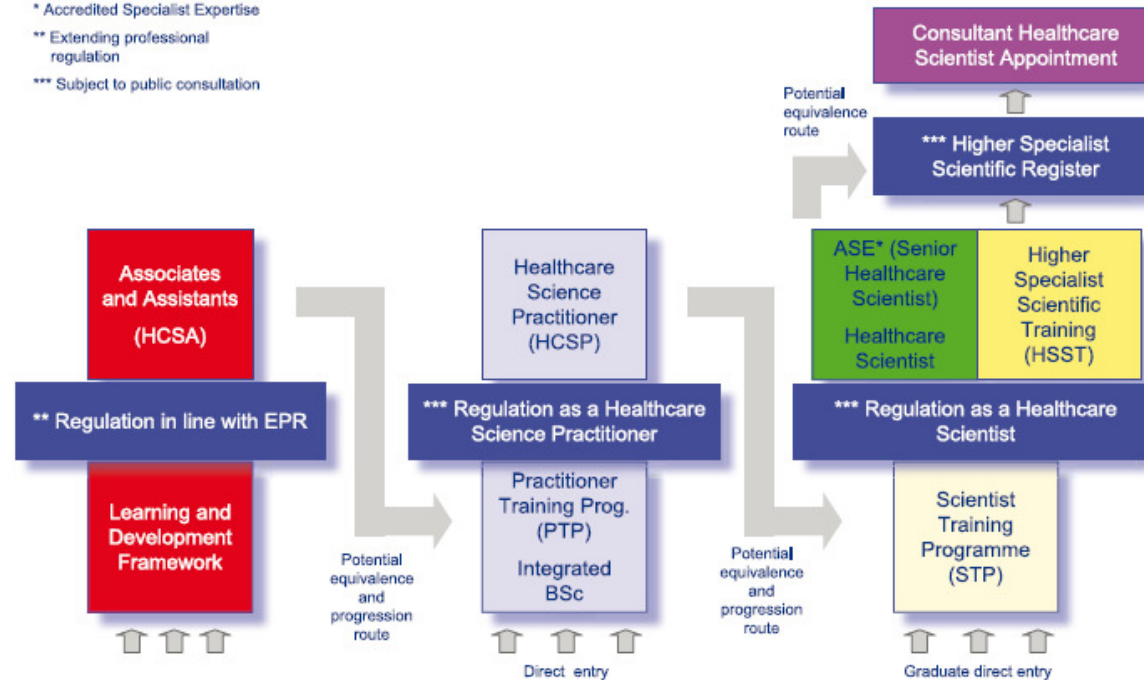 * Accredited Specialist Expertise
** Extending professional
regulation
*** Subject to public consultation
Consultant Healthcare
Scientist Appointment
Potential
equivalence
route
*** Higher Specialist
Scientific Register
Associates
and Assistants
(HCSA)
** Regulation in line with EPR
Learning and
Development
Framework
Potential
equivalence
and
progression
route
Healthcare
Science
Practitioner
(HCSP)
*** Regulation as a Healthcare
Science Practitioner
Practitioner
Training Prog.
(PTP)
Integrated
BSc
Direct entry
Potential
equivalence
and
progression
route
ASE* (Senior
Healthcare
Scientist)
Healthcare
Scientist
Higher
Specialist
Scientific
Training
(HSST)
*** Regulation as a Healthcare
Scientist
Scientist
Training
Programme
(STP)
Graduate direct entry